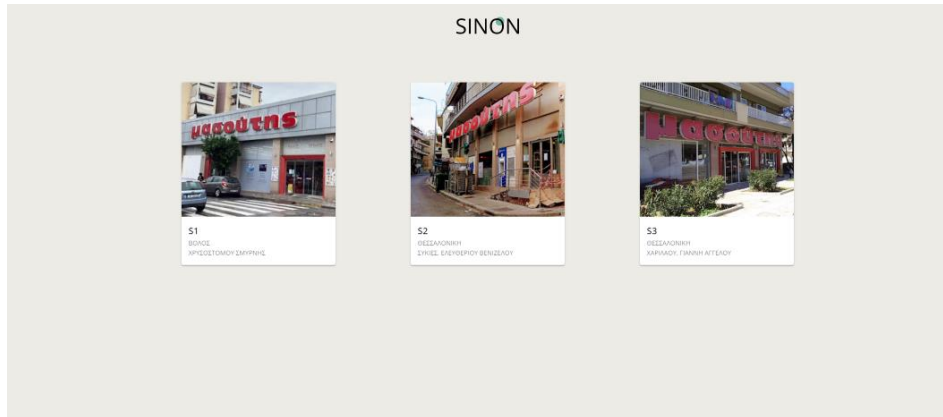 SINON
μασούτης
μασούτης
μασούτης
S1
ΒΟΛΟΣ
ΧΡΥΣΟΣΤΟΜΟΥ ΣΜΥΡΝΗΣ
S2
ΘΕΣΣΑΛΟΝΙΚΗ
ΣΥΚΙΕΣ, ΕΛΕΥΘΕΡΙΟΥ ΒΕΝΙΖΕΛΟΥ
S3
ΘΕΣΣΑΛΟΝΙΚΗ
ΧΑΡΙΛΑΟΥ, ΓΙΑΝΝΗ ΑΓΓΕΛΟΥ